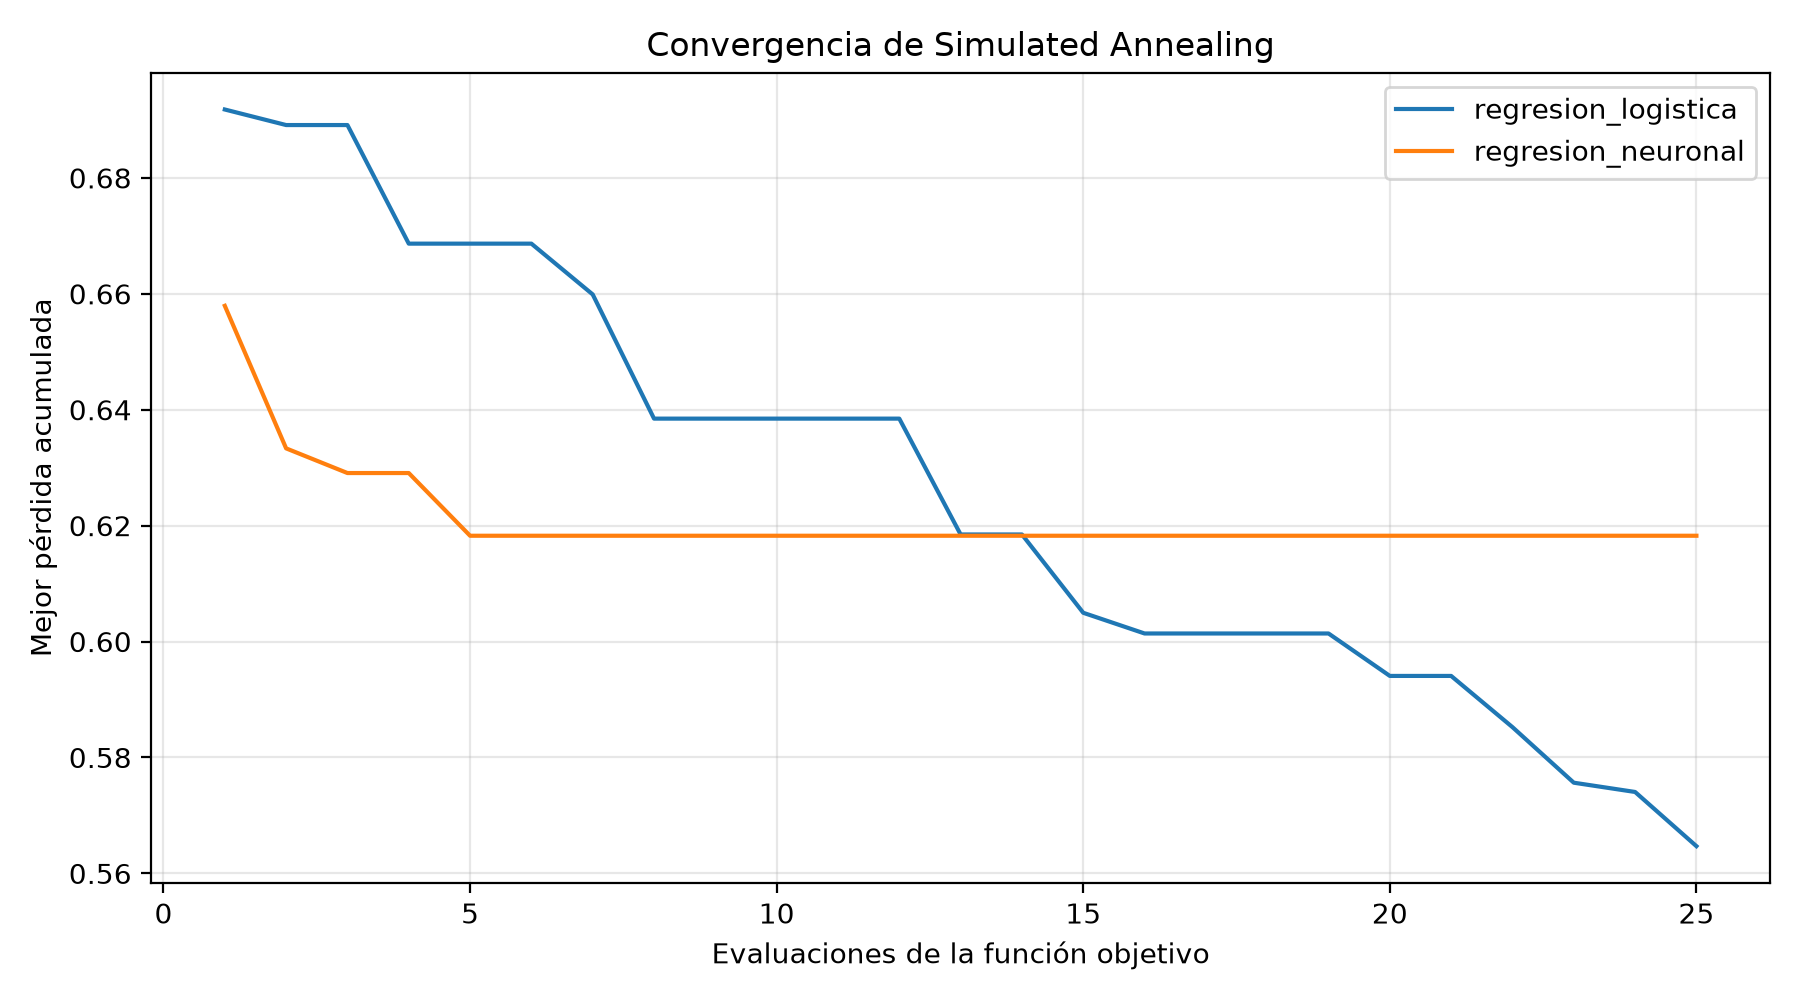 Convergencia de Simulated Annealing
regresion_logistica
regresion_neuronal
Mejor pérdida acumulada
0.68
0.66
0.64
0.62
0.60
0.58
0.56
0
5
10
15
20
25
Evaluaciones de la función objetivo